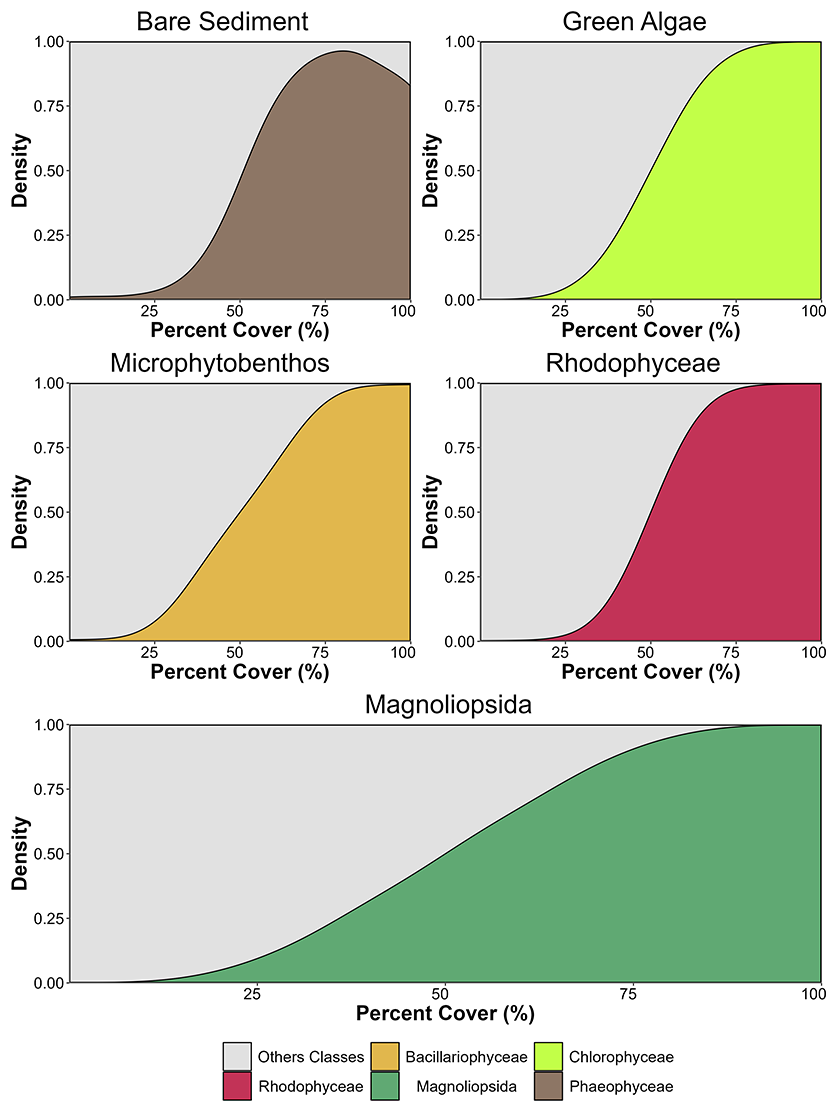 Bare Sediment
Green Algae
1.00
0.75
0.50
0.25
0.00
Density
25 50 75 100
Percent Cover (%)
1.00
0.75
0.50
0.25
0.00
Density
25 50 75 100
Percent Cover (%)
Microphytobenthos
Rhodophyceae
1.00
0.75
0.50
0.25
0.00
Density
25 50 75 100
Percent Cover (%)
1.00
0.75
0.50
0.25
0.00
Density
25 50 75 100
Percent Cover (%)
Magnoliopsida
1.00
0.75
0.50
0.25
0.00
Density
25 50 75 100
Percent Cover (%)
Others Classes Bacillariophyceae Chlorophyceae
Rhodophyceae Magnoliopsida Phaeophyceae